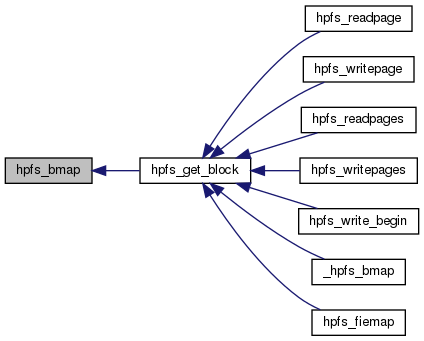 hpfs_readpage
hpfs_writepage
hpfs_readpages
hpfs_bmap
hpfs_get_block
hpfs_writepages
hpfs_write_begin
_hpfs_bmap
hpfs_fiemap